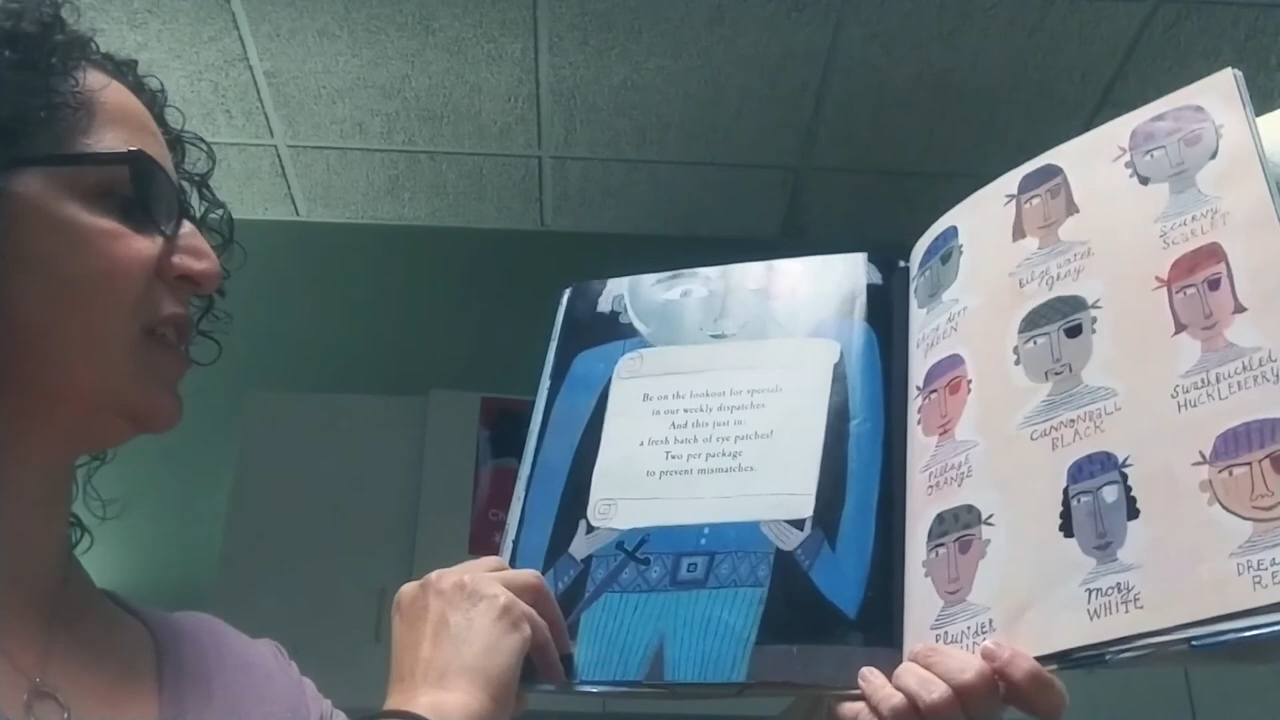 Be on the lookout for specials
in our weekly dispatches.
And this just in:
a fresh batch of eye patches!
Two per package
to prevent mismatches.
SCURVY
SCARLET
Bilge water
GRAY
DEEP
GREEN
SWASHBUCKLED
HUCKLEBERRY
CANNONBALL
BLACK
Pillage
ORANGE
MOBY
WHITE
PLUNDER